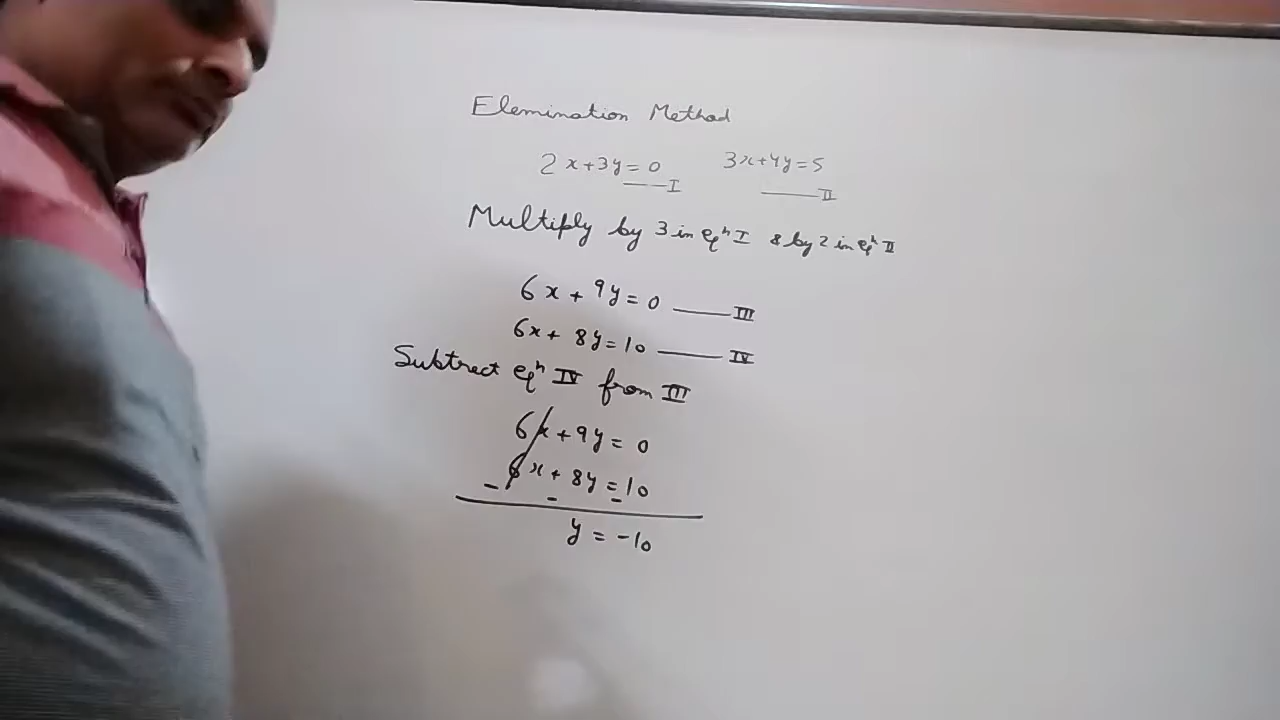 Elemination Method
2x+3y=0 3x+4y=5
I II
Multiply by 3 in eqⁿ I & by 2 in eqⁿ II
6x+9y=0 III
6x+8y=10 IV
Subtract eqⁿ IV from III
6x+9y=0
6x+8y=10
- - -
y=-10